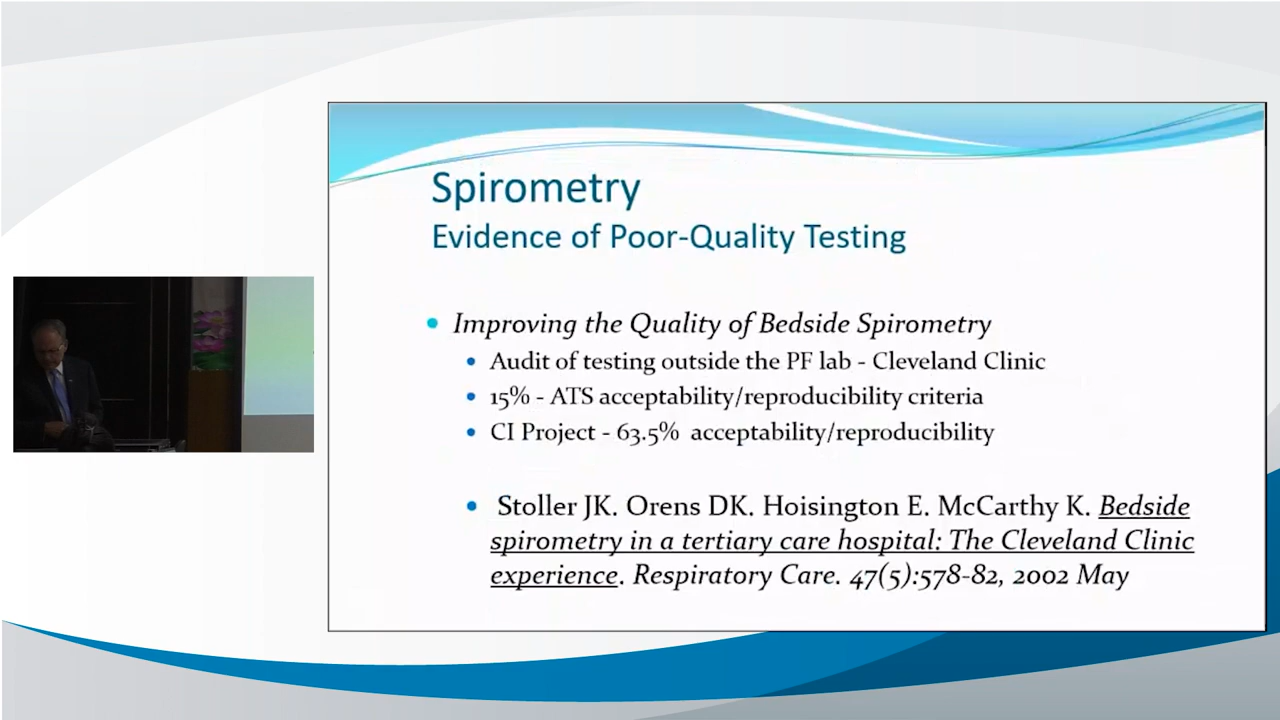 Spirometry
Evidence of Poor-Quality Testing
Improving the Quality of Bedside Spirometry
Audit of testing outside the PF lab - Cleveland Clinic
15% - ATS acceptability/reproducibility criteria
CI Project - 63.5% acceptability/reproducibility
Stoller JK. Orens DK. Hoisington E. McCarthy K. Bedside
spirometry in a tertiary care hospital: The Cleveland Clinic
experience. Respiratory Care. 47(5):578-82, 2002 May